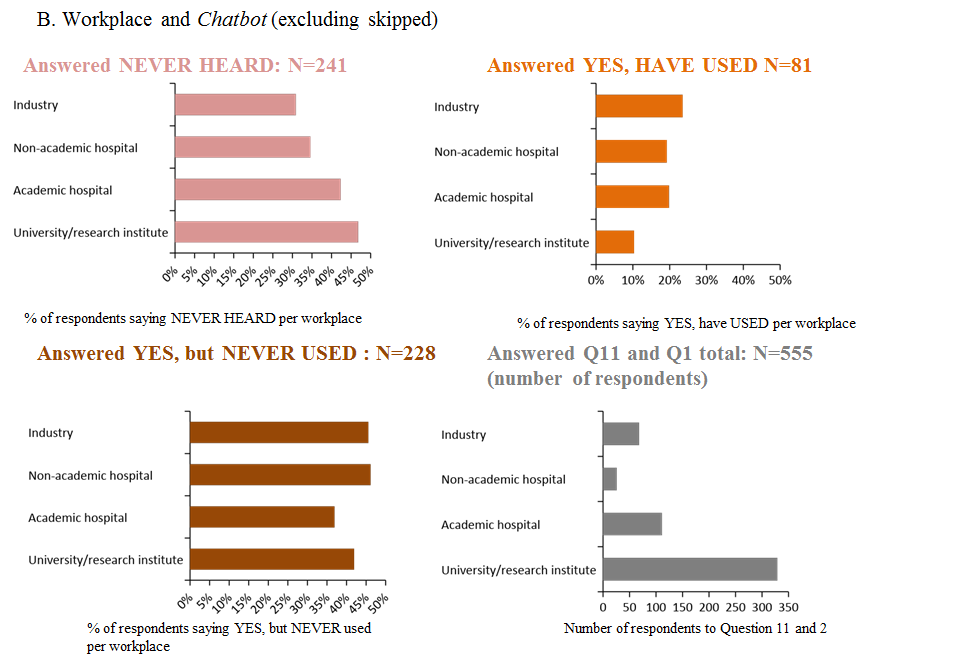 B. Workplace and Chatbot (excluding skipped)
Answered NEVER HEARD: N=241
Industry
Non-academic hospital
Academic hospital
University/research institute
0% 5% 10% 15% 20% 25% 30% 35% 40% 45% 50%
% of respondents saying NEVER HEARD per workplace
Answered YES, HAVE USED N=81
Industry
Non-academic hospital
Academic hospital
University/research institute
0% 10% 20% 30% 40% 50%
% of respondents saying YES, have USED per workplace
Answered YES, but NEVER USED : N=228
Industry
Non-academic hospital
Academic hospital
University/research institute
0% 5% 10% 15% 20% 25% 30% 35% 40% 45% 50%
% of respondents saying YES, but NEVER used
per workplace
Answered Q11 and Q1 total: N=555
(number of respondents)
Industry
Non-academic hospital
Academic hospital
University/research institute
0 50 100 150 200 250 300 350
Number of respondents to Question 11 and 2